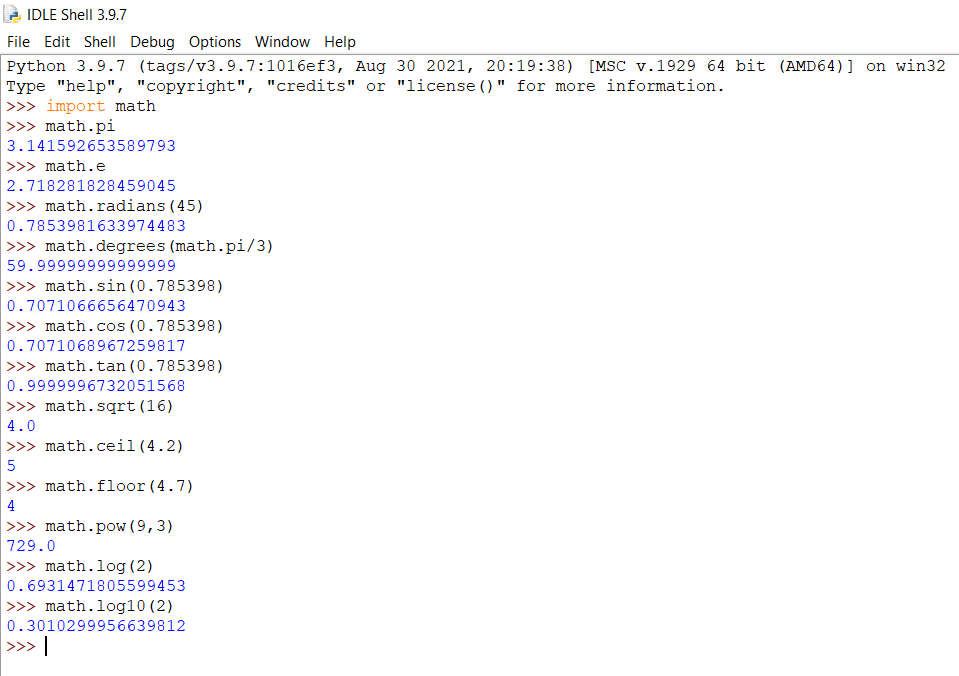 IDLE Shell 3.9.7
File Edit Shell Debug Options Window Help
Python 3.9.7 (tags/v3.9.7:1016ef3, Aug 30 2021, 20:19:38) [MSC v.1929 64 bit (AMD64)] on win32
Type "help", "copyright", "credits" or "license()" for more information.
>>> import math
>>> math.pi
3.141592653589793
>>> math.e
2.718281828459045
>>> math.radians(45)
0.7853981633974483
>>> math.degrees(math.pi/3)
59.99999999999999
>>> math.sin(0.785398)
0.7071066656470943
>>> math.cos(0.785398)
0.7071068967259817
>>> math.tan(0.785398)
0.9999996732051568
>>> math.sqrt(16)
4.0
>>> math.ceil(4.2)
5
>>> math.floor(4.7)
4
>>> math.pow(9,3)
729.0
>>> math.log(2)
0.6931471805599453
>>> math.log10(2)
0.3010299956639812
>>>